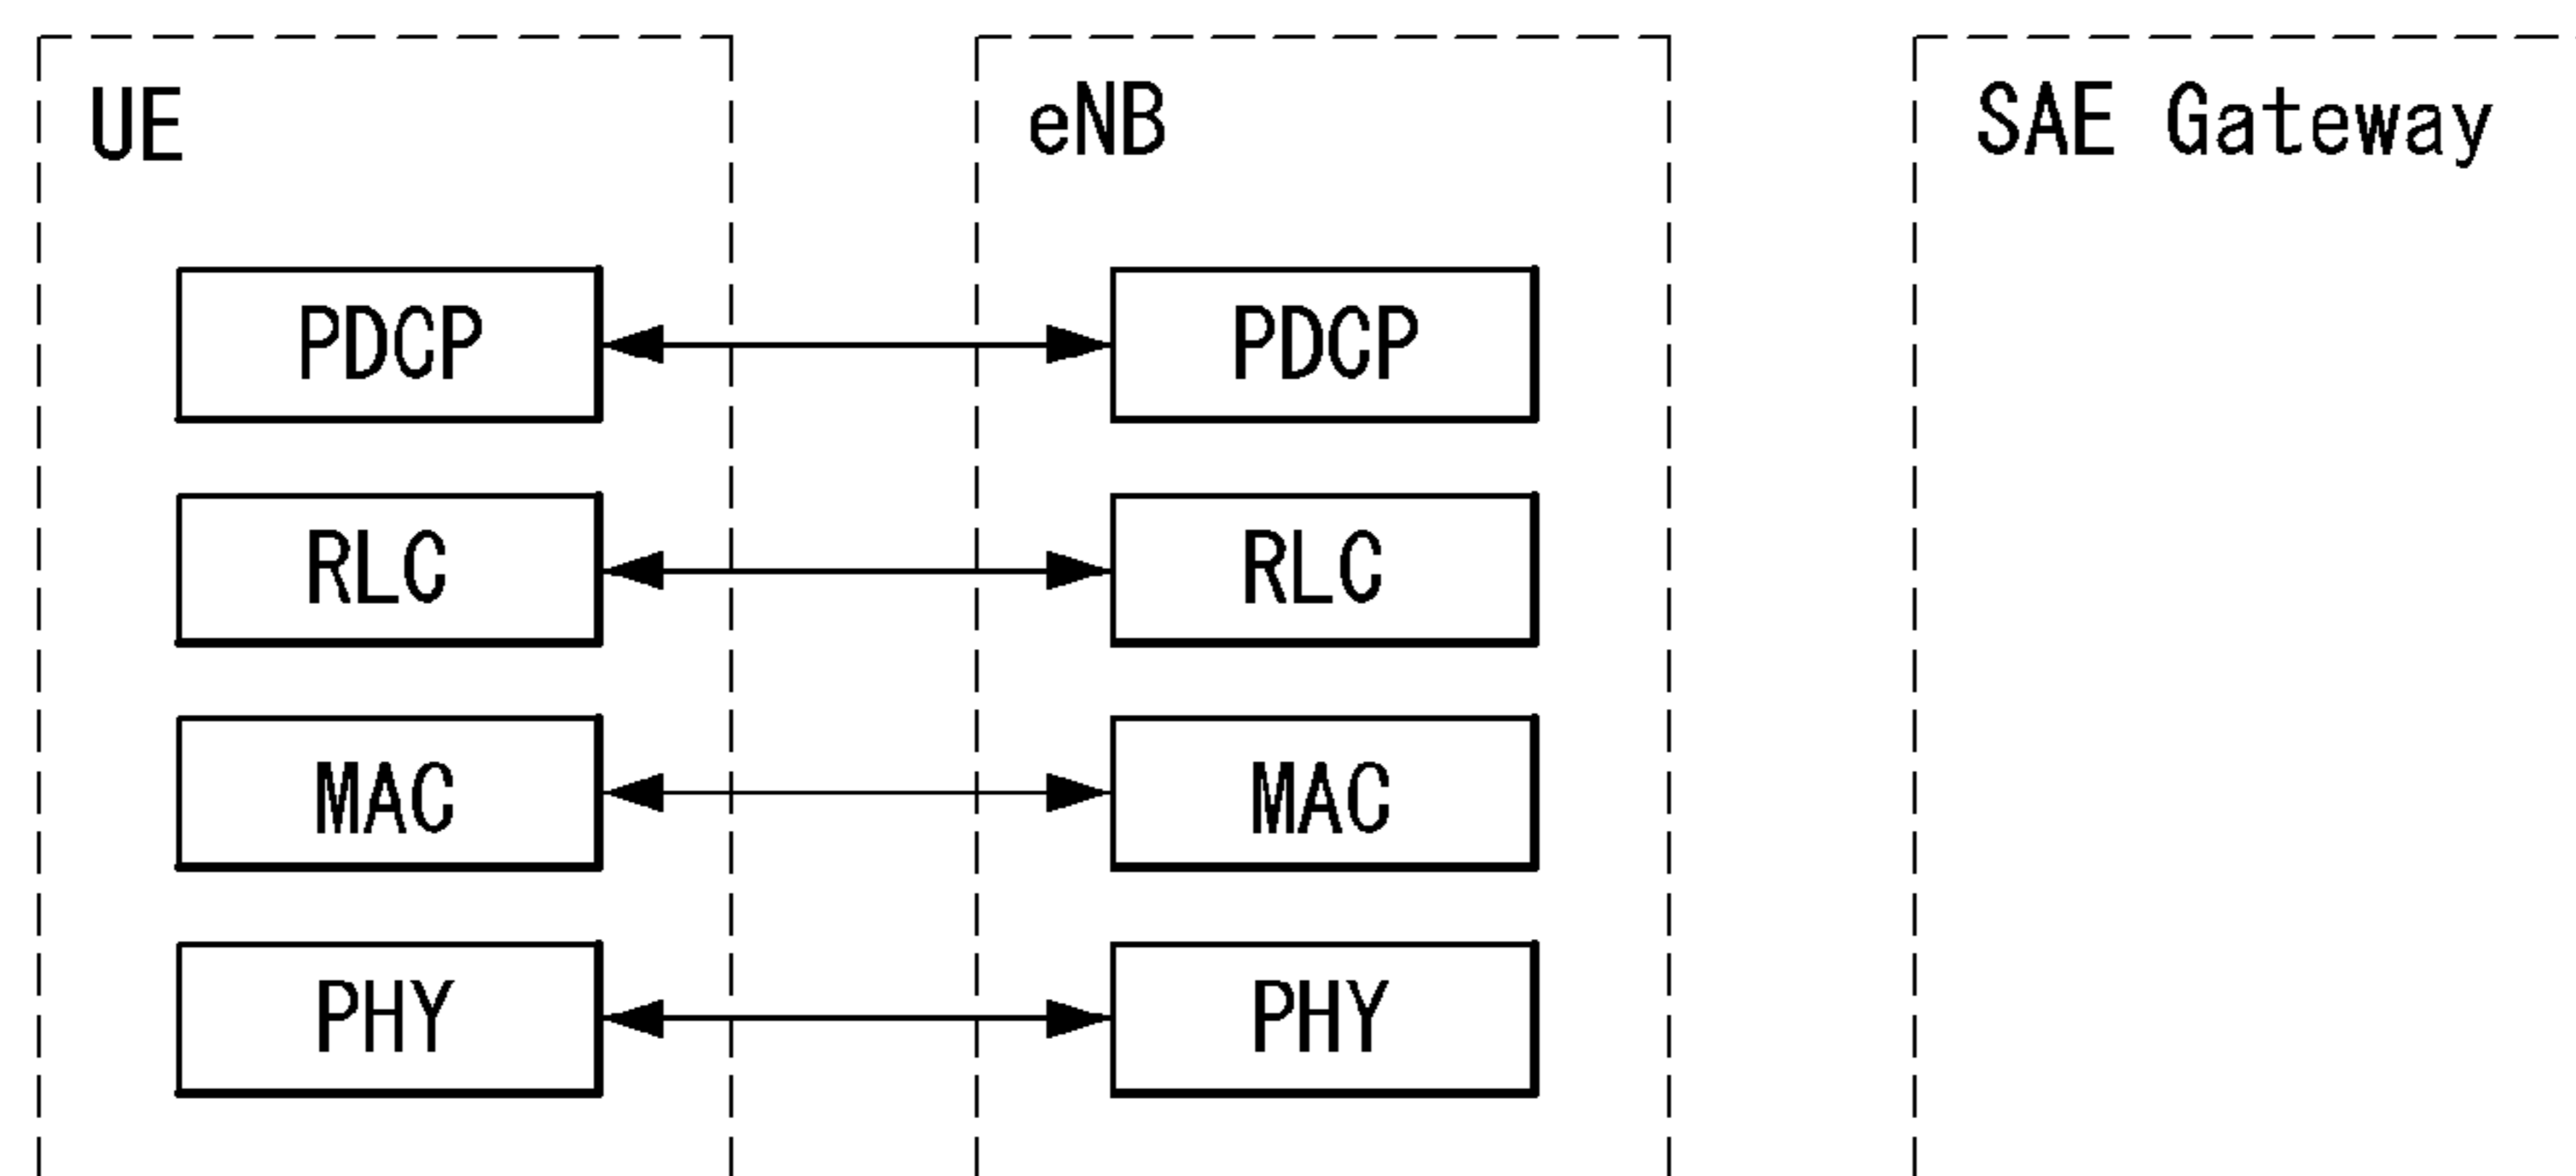 UE
eNB
SAE Gateway
PDCP
PDCP
RLC
RLC
MAC
MAC
PHY
PHY